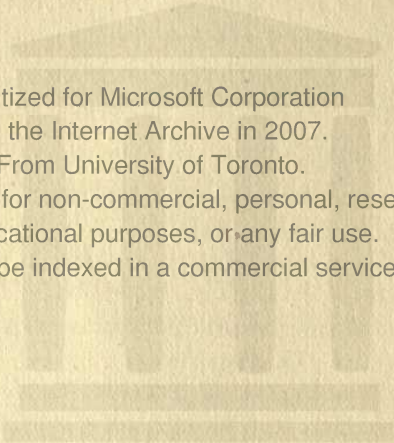 tized for Microsoft Corporation
the Internet Archive in 2007.
From University of Toronto.
for non-commercial, personal, rese
cational purposes, or any fair use.
be indexed in a commercial service